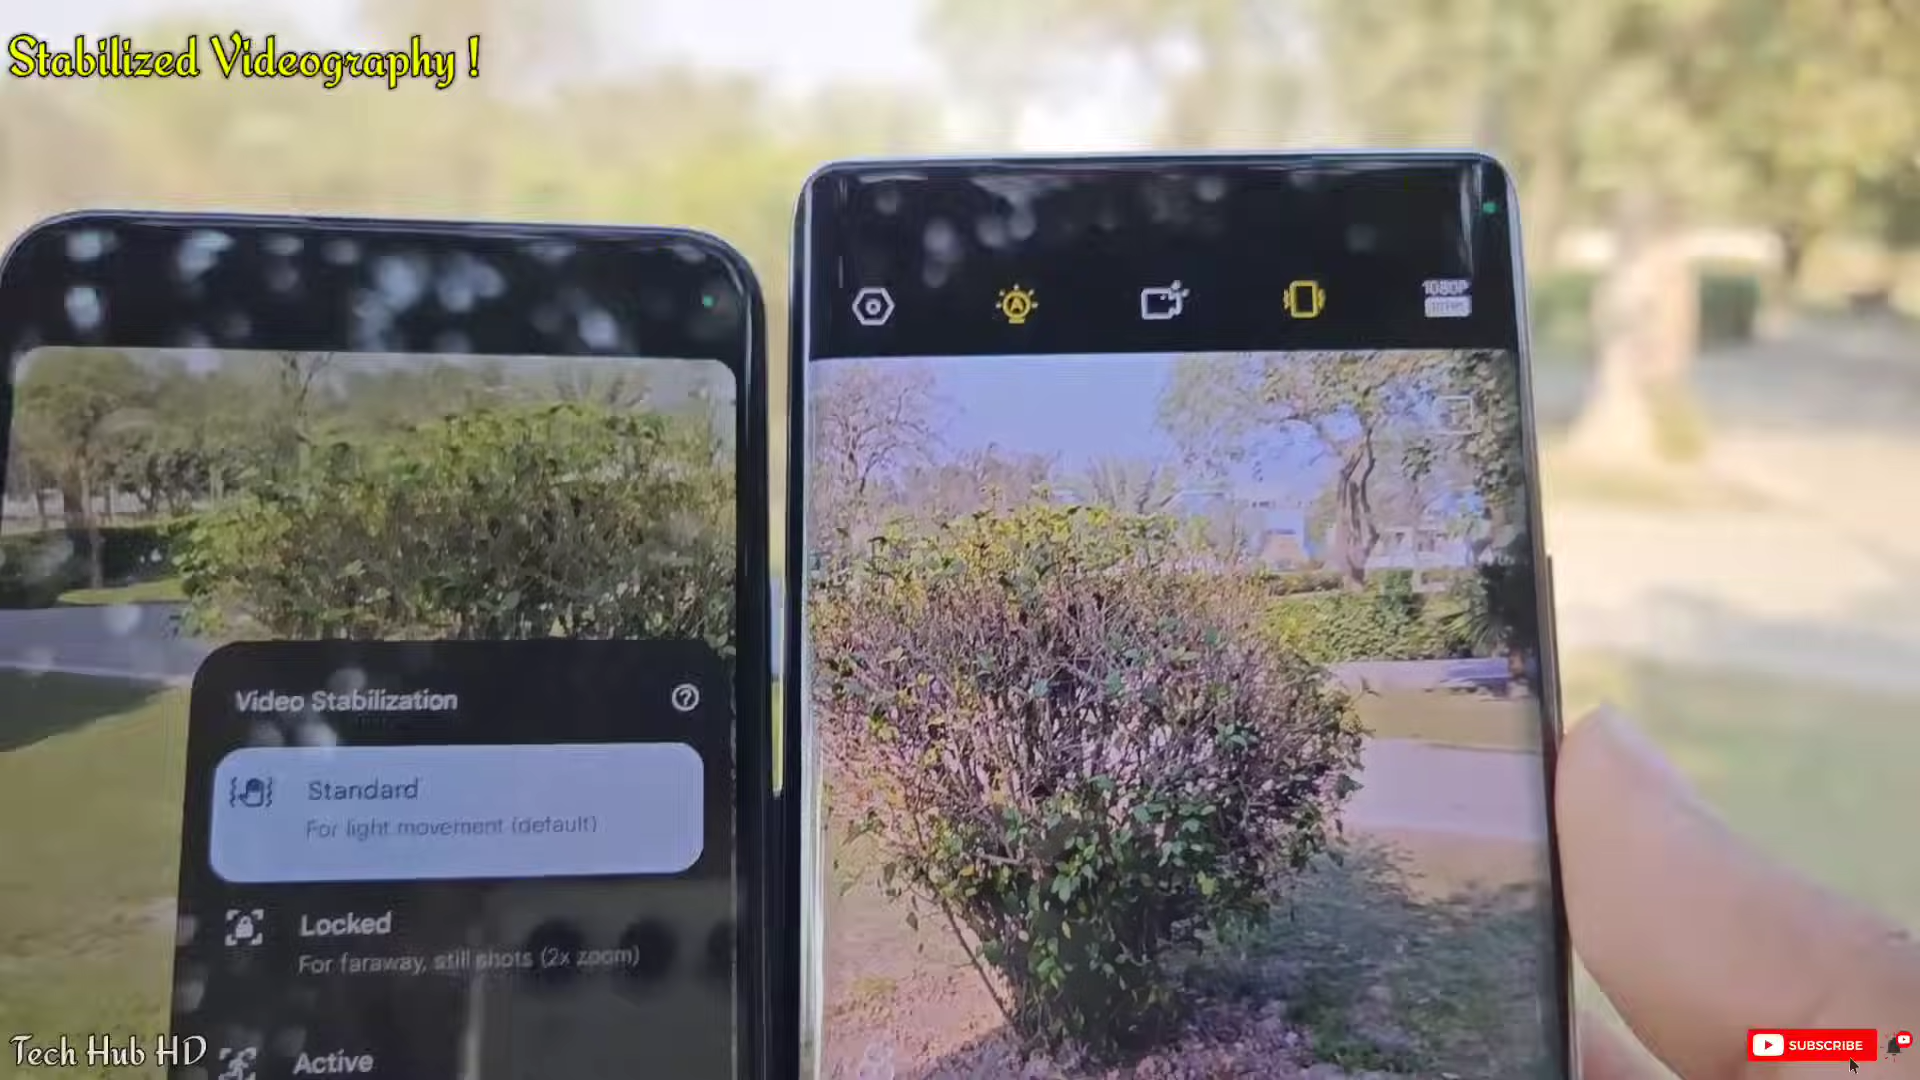 Stabilized Videography !
1080P
Video Stabilization
Standard
For light movement (default)
Locked
For faraway, still shots (2x zoom)
Active
Tech Hub HD
SUBSCRIBE